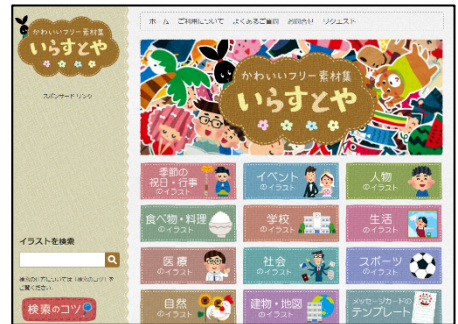 かわいいフリー素材集
いらすとや
スポンサード リンク
イラストを検索
検索のコツ
ホーム ご利用について よくあるご質問 お問合せ リクエスト
かわいいフリー素材集
いらすとや
季節の
祝日・行事
のイラスト
イベント
のイラスト
人物
のイラスト
食べ物・料理
のイラスト
学校
のイラスト
生活
のイラスト
医療
のイラスト
社会
のイラスト
スポーツ
のイラスト
自然
のイラスト
建物・地図
のイラスト
メッセージカードの
テンプレート